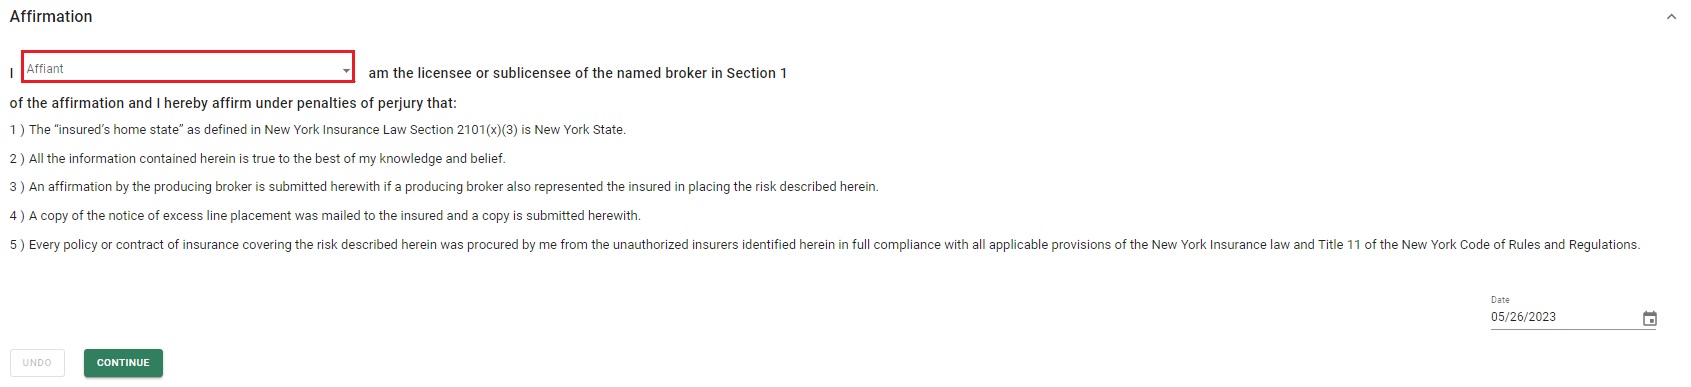 Affirmation
I Affiant am the licensee or sublicensee of the named broker in Section 1
of the affirmation and I hereby affirm under penalties of perjury that:
1 ) The “insured’s home state” as defined in New York Insurance Law Section 2101(x)(3) is New York State.
2 ) All the information contained herein is true to the best of my knowledge and belief.
3 ) An affirmation by the producing broker is submitted herewith if a producing broker also represented the insured in placing the risk described herein.
4 ) A copy of the notice of excess line placement was mailed to the insured and a copy is submitted herewith.
5 ) Every policy or contract of insurance covering the risk described herein was procured by me from the unauthorized insurers identified herein in full compliance with all applicable provisions of the New York Insurance law and Title 11 of the New York Code of Rules and Regulations.
Date
05/26/2023
UNDO CONTINUE